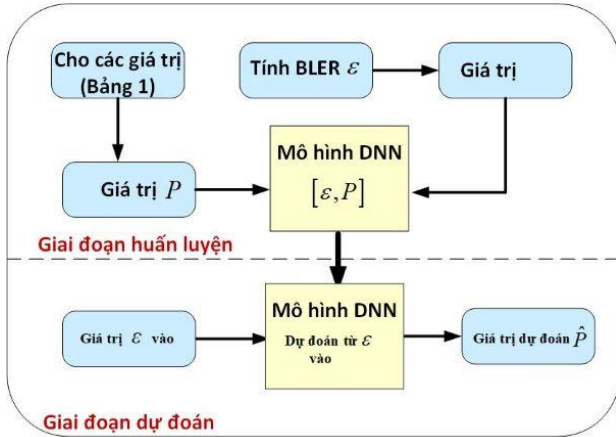 Cho các giá trị
(Bảng 1)
Tính BLER ε
Giá trị
Giá trị P
Mô hình DNN
[ε, P]
Giai đoạn huấn luyện
Giá trị ε vào
Mô hình DNN
Dự đoán từ ε
vào
Giá trị dự đoán P̂
Giai đoạn dự đoán